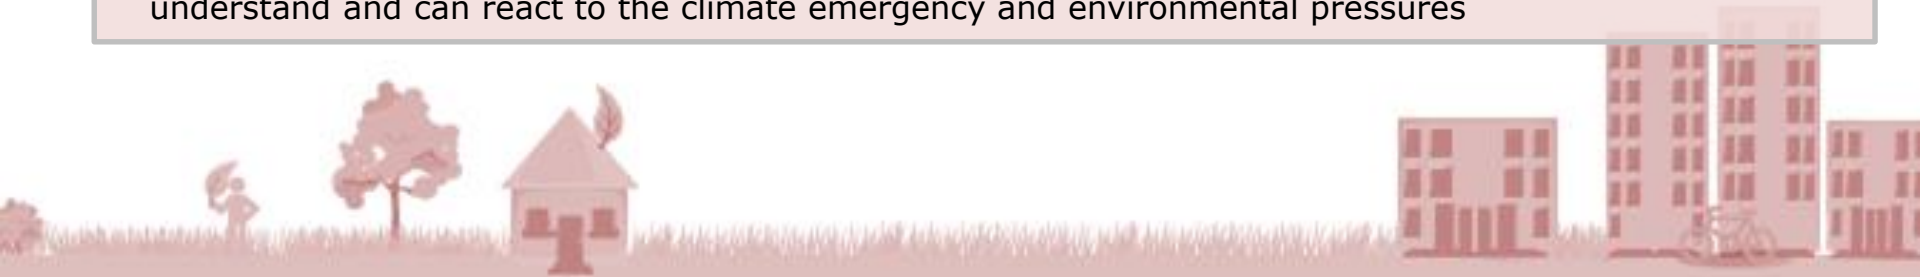 understand and can react to the climate emergency and environmental pressures